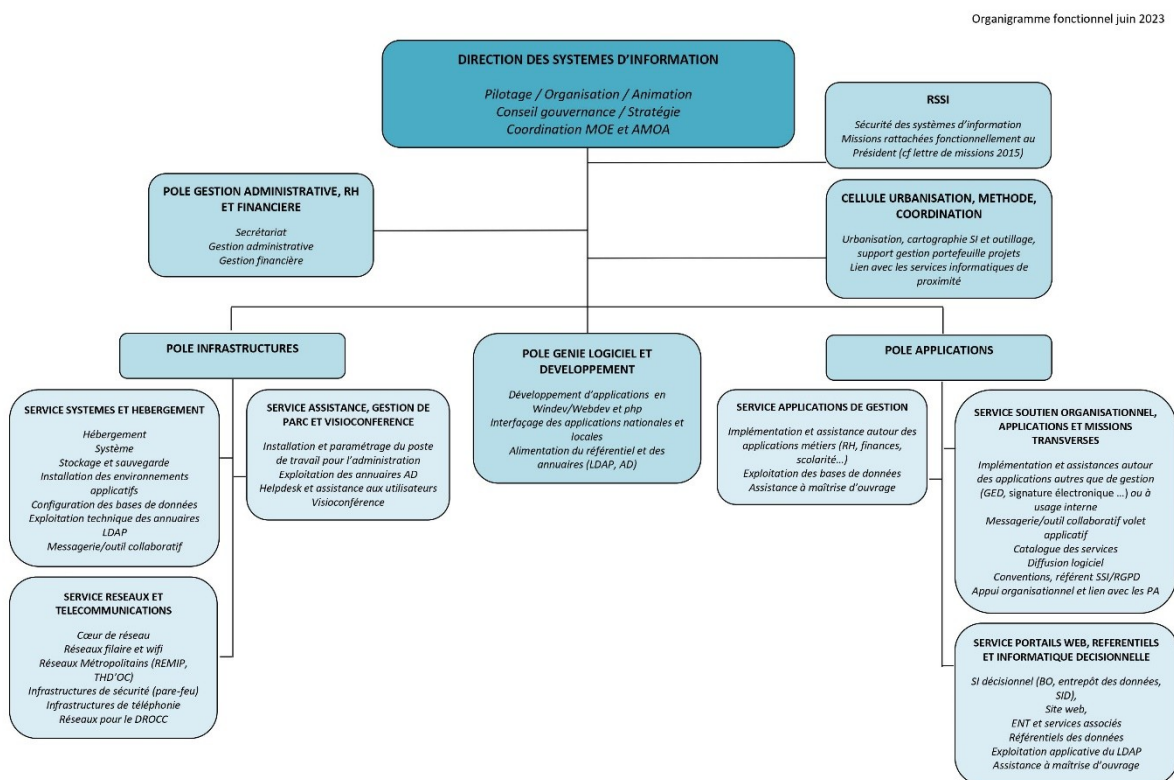 Organigramme fonctionnel juin 2023
DIRECTION DES SYSTEMES D'INFORMATION
Pilotage / Organisation / Animation
Conseil gouvernance / Stratégie
Coordination MOE et AMOA
RSSI
Sécurité des systèmes d'information
Missions rattachées fonctionnellement au
Président (cf lettre de missions 2015)
POLE GESTION ADMINISTRATIVE, RH
ET FINANCIERE
Secrétariat
Gestion administrative
Gestion financière
CELLULE URBANISATION, METHODE,
COORDINATION
Urbanisation, cartographie SI et outillage,
support gestion portefeuille projets
Lien avec les services informatiques de
proximité
POLE INFRASTRUCTURES
SERVICE SYSTEMES ET HEBERGEMENT
Hébergement
Système
Stockage et sauvegarde
Installation des environnements
applicatifs
Configuration des bases de données
Exploitation technique des annuaires
LDAP
Messagerie/outil collaboratif
SERVICE ASSISTANCE, GESTION DE
PARC ET VISIOCONFERENCE
Installation et paramétrage du poste
de travail pour l'administration
Exploitation des annuaires AD
Helpdesk et assistance aux utilisateurs
Visioconférence
SERVICE RESEAUX ET
TELECOMMUNICATIONS
Cœur de réseau
Réseaux filaire et wifi
Réseaux Métropolitains (REMIP,
THD'OC)
Infrastructures de sécurité (pare-feu)
Infrastructures de téléphonie
Réseaux pour le DROCC
POLE GENIE LOGICIEL ET
DEVELOPPEMENT
Développement d'applications en
Windev/Webdev et php
Interfaçage des applications nationales et
locales
Alimentation du référentiel et des
annuaires (LDAP, AD)
POLE APPLICATIONS
SERVICE APPLICATIONS DE GESTION
Implémentation et assistance autour des
applications métiers (RH, finances,
scolarité...)
Exploitation des bases de données
Assistance à maîtrise d'ouvrage
SERVICE SOUTIEN ORGANISATIONNEL,
APPLICATIONS ET MISSIONS
TRANSVERSES
Implémentation et assistances autour
des applications autres que de gestion
(GED, signature électronique ...) ou à
usage interne
Messagerie/outil collaboratif volet
applicatif
Catalogue des services
Diffusion logiciel
Conventions, référent SSI/RGPD
Appui organisationnel et lien avec les PA
SERVICE PORTAILS WEB, REFERENTIELS
ET INFORMATIQUE DECISIONNELLE
SI décisionnel (BO, entrepôt des données,
SID),
Site web,
ENT et services associés
Référentiels des données
Exploitation applicative du LDAP
Assistance à maîtrise d'ouvrage